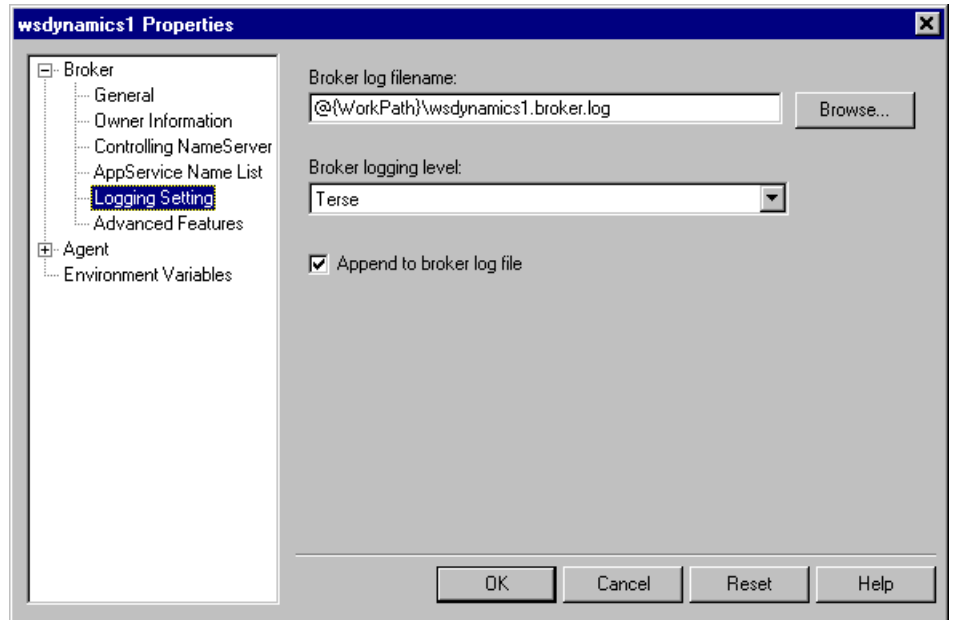 wsdynamics1 Properties
Broker
General
Owner Information
Controlling NameServer
AppService Name List
Logging Setting
Advanced Features
Agent
Environment Variables
Broker log filename:
@{WorkPath}\wsdynamics1.broker.log
Browse...
Broker logging level:
Terse
Append to broker log file
OK
Cancel
Reset
Help